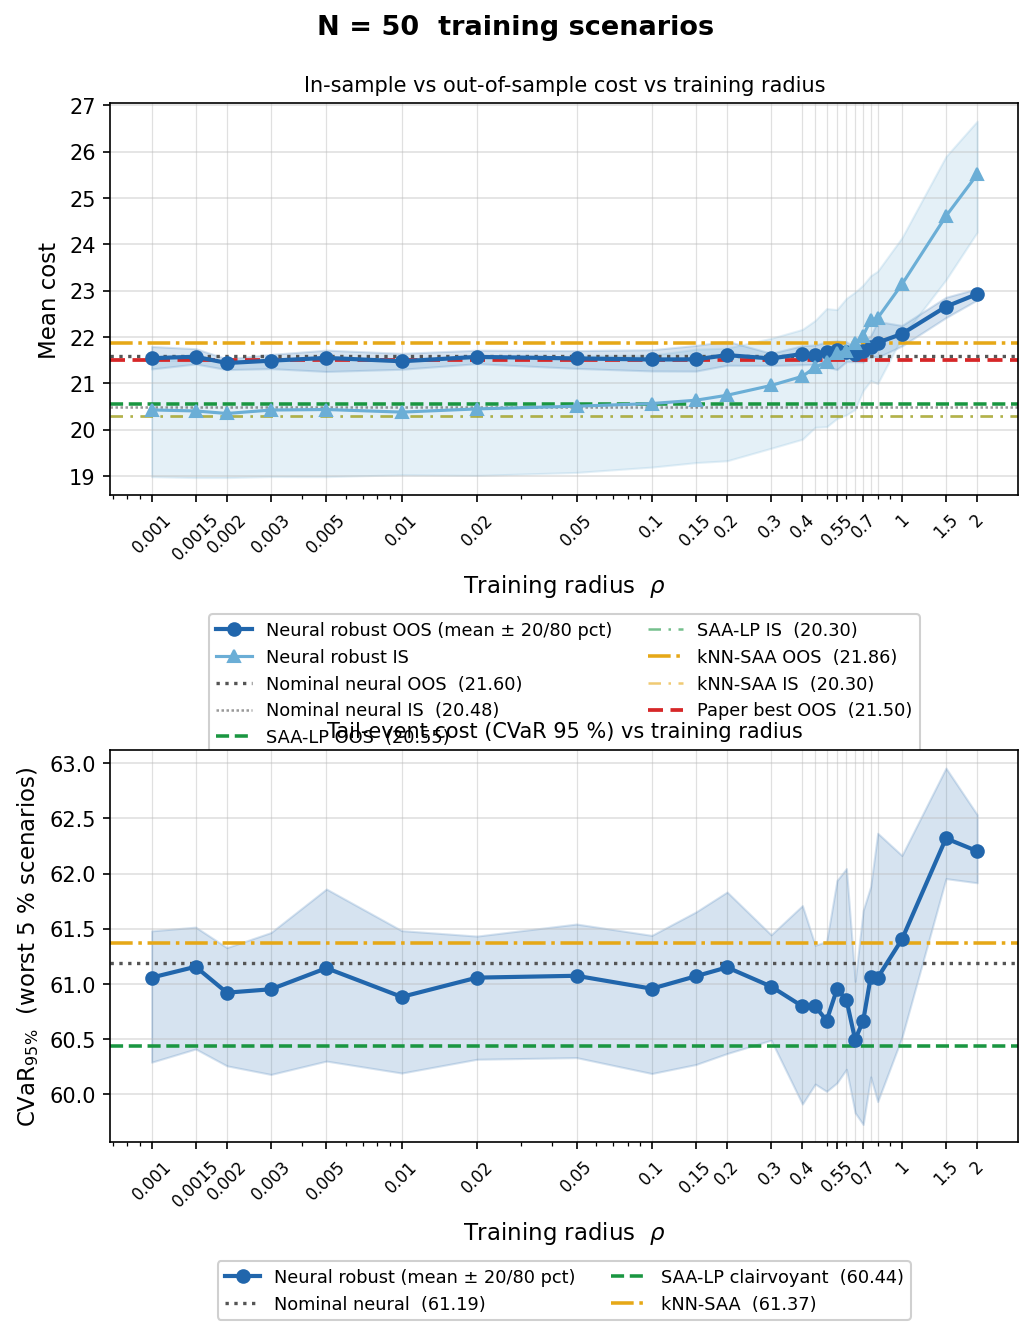 N = 50  training scenarios
In-sample vs out-of-sample cost vs training radius
27
26
25
24
23
22
21
20
19
Mean cost
0.001
0.0015
0.002
0.003
0.005
0.01
0.02
0.05
0.1
0.15
0.2
0.3
0.4
0.55
0.7
1
1.5
2
Training radius ρ
Neural robust OOS (mean ± 20/80 pct)
Neural robust IS
Nominal neural OOS (21.60)
Nominal neural IS (20.48)
SAA-LP OOS (20.55)
SAA-LP IS (20.30)
kNN-SAA OOS (21.86)
kNN-SAA IS (20.30)
Paper best OOS (21.50)
Tail-event cost (CVaR 95 %) vs training radius
63.0
62.5
62.0
61.5
61.0
60.5
60.0
CVaR95% (worst 5 % scenarios)
0.001
0.0015
0.002
0.003
0.005
0.01
0.02
0.05
0.1
0.15
0.2
0.3
0.4
0.55
0.7
1
1.5
2
Training radius ρ
Neural robust (mean ± 20/80 pct)
Nominal neural (61.19)
SAA-LP clairvoyant (60.44)
kNN-SAA (61.37)